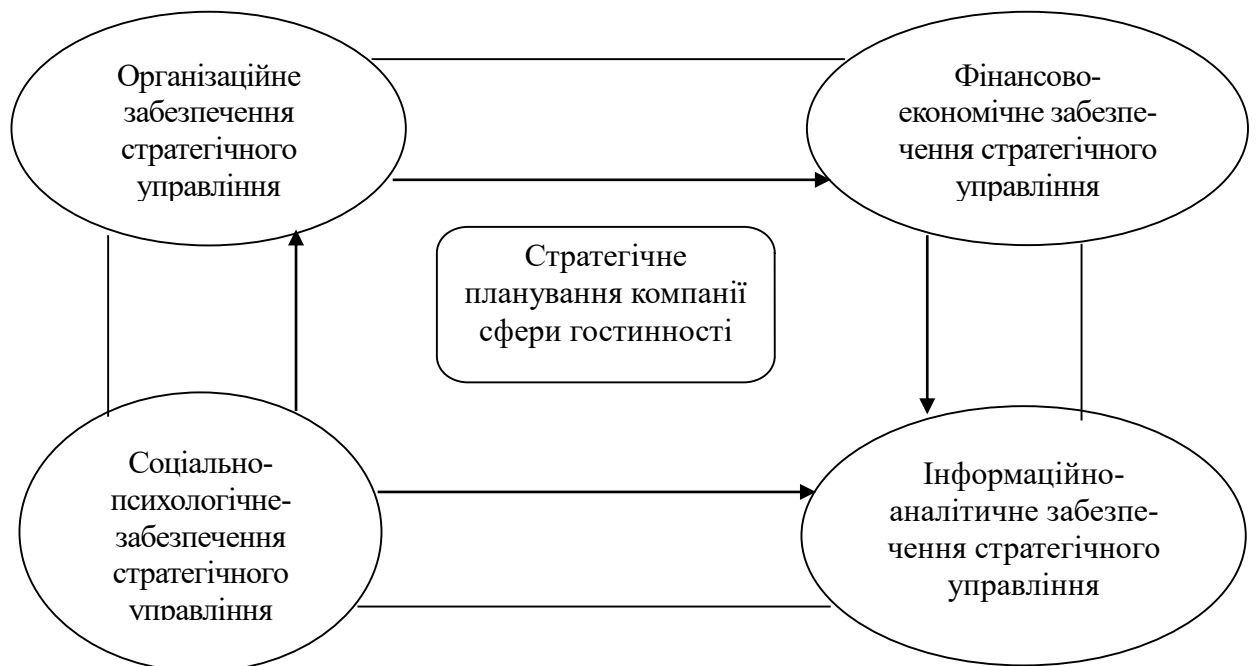 Організаційне
забезпечення
стратегічного
управління
Фінансово-
економічне забезпе-
чення стратегічного
управління
Стратегічне
планування компанії
сфери гостинності
Соціально-
психологічне-
забезпечення
стратегічного
управління
Інформаційно-
аналітичне забезпе-
чення стратегічного
управління